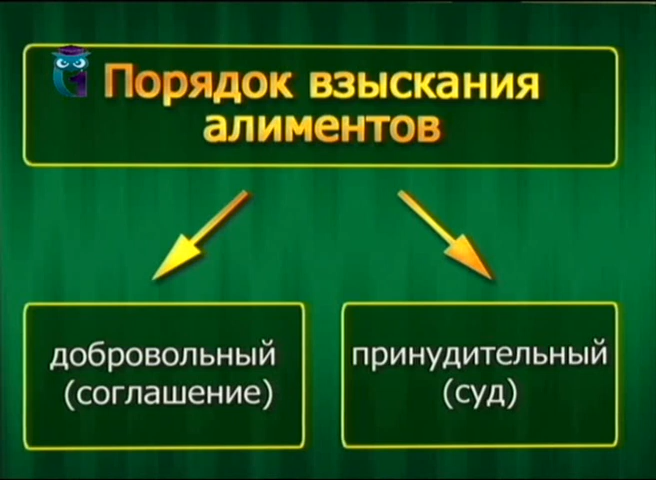 Порядок взыскания
алиментов
добровольный
(соглашение)
принудительный
(суд)